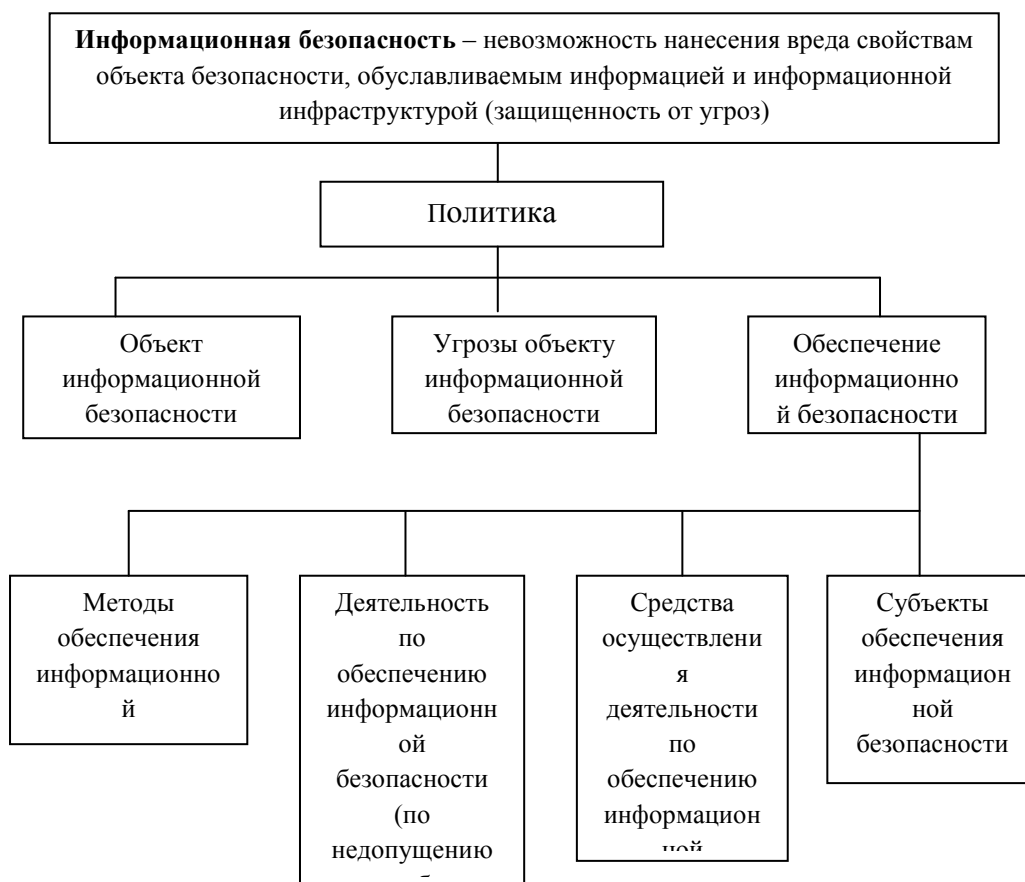 Информационная безопасность – невозможность нанесения вреда свойствам
объекта безопасности, обуславливаемым информацией и информационной
инфраструктурой (защищенность от угроз)
Политика
Объект
информационной
безопасности
Угрозы объекту
информационной
безопасности
Обеспечение
информационно
й безопасности
Методы
обеспечения
информационно
й
Деятельность
по
обеспечению
информационн
ой
безопасности
(по
недопущению
Средства
осуществлени
я
деятельности
по
обеспечению
информацион
ной
Субъекты
обеспечения
информацион
ной
безопасности